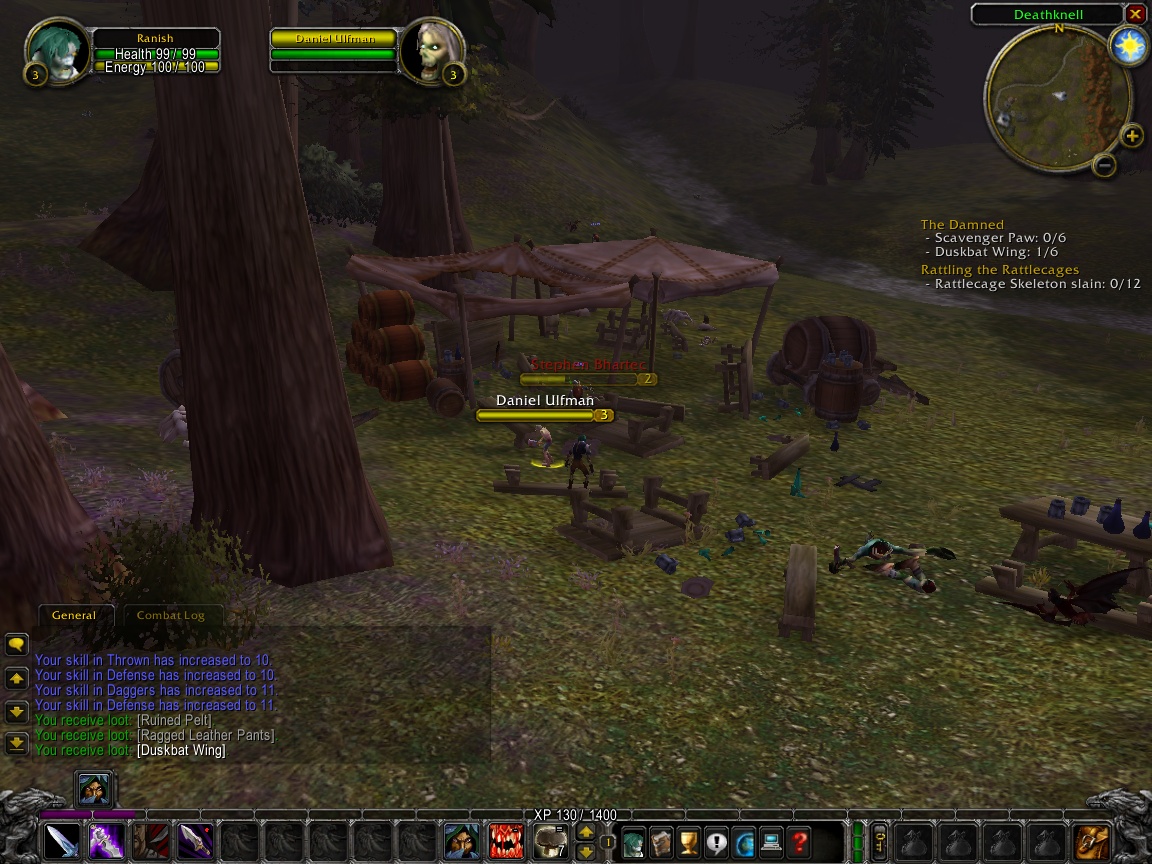 Ranish
Health 99 / 99
Energy 100 / 100
3
Daniel Ulfman
3
Deathknell
N
The Damned
- Scavenger Paw: 0/6
- Duskbat Wing: 1/6
Rattling the Rattlecages
- Rattlecage Skeleton slain: 0/12
Stephen Bhartec
2
Daniel Ulfman
3
General
Combat Log
Your skill in Thrown has increased to 10.
Your skill in Defense has increased to 10.
Your skill in Daggers has increased to 11.
Your skill in Defense has increased to 11.
You receive loot: [Ruined Pelt]
You receive loot: [Ragged Leather Pants]
You receive loot: [Duskbat Wing]
XP 130 / 1400
7
1